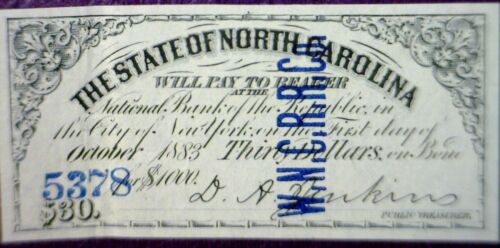 THE STATE OF NORTH CAROLINA
WILL PAY TO BEARER
AT THE
National Bank of the Republic, in
the City of New York, on the First day of
October 1883 Thirty Dollars, on Bond
5378 for $1000. D. A. Jenkins
$30. PUBLIC TREASURER.
W.N.C.R.R.CO.